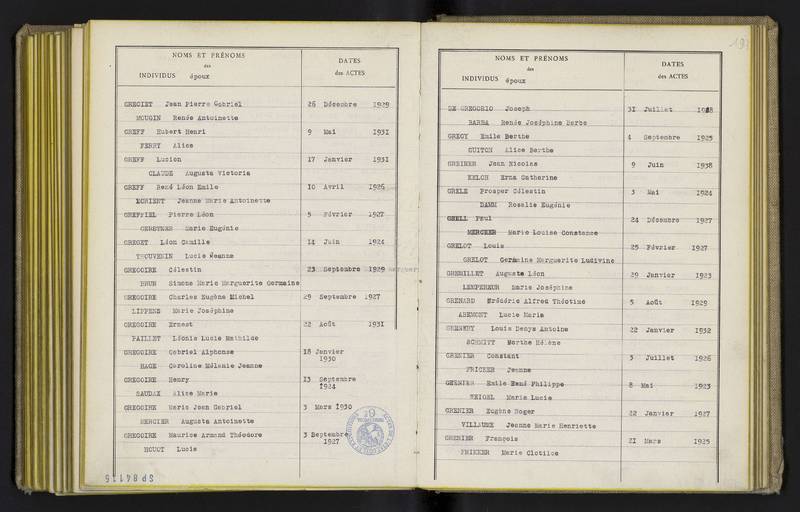 NOMS ET PRÉNOMS
des
INDIVIDUS époux
DATES
des ACTES
GRECIET Jean Pierre Gabriel 26 Décembre 1929
MOUGIN Renée Antoinette
GREFF Hubert Henri 9 Mai 1931
FERRY Alice
GREFF Lucien 17 Janvier 1931
CLAUDE Augusta Victoria
GREFF René Léon Emile 10 Avril 1926
LORIENT Jeanne Marie Antoinette
GREFFIEL Pierre Léon 5 Février 1927
GERSTNER Marie Eugénie
GREGET Léon Camille 14 Juin 1924
THOUVENIN Lucie Jeanne
GREGOIRE Célestin 23 Septembre 1929
BRUN Simone Marie Marguerite Germaine
GREGOIRE Charles Eugène Michel 29 Septembre 1927
LIPPENS Marie Joséphine
GREGOIRE Ernest 22 Août 1931
PAILLET Léonie Lucie Mathilde
GREGOIRE Gabriel Alphonse 18 Janvier
1930
HAGE Caroline Mélanie Jeanne
GREGOIRE Henry 13 Septembre
1924
SAUDAX Alice Marie
GREGOIRE Marie Jean Gabriel 3 Mars 1930
MERCIER Augusta Antoinette
GREGOIRE Maurice Armand Théodore 3 Septembre
1927
HOUOT Lucie
SP84115
NOMS ET PRÉNOMS
des
INDIVIDUS époux
DATES
des ACTES
DE GREGORIO Joseph 31 Juillet
BARBA Renée Joséphine Berbe
GREGY Emile Berthe 4 Septembre 1925
GUITON Alice Berthe
GREINER Jean Nicolas 9 Juin 1938
KELCH Erna Catherine
GRELE Prosper Célestin 3 Mai 1924
DAMM Rosalie Eugénie
GRELL Paul 24 Décembre 1927
MERCIER Marie Louise Constance
GRELOT Louis 25 Février 1927
GRELOT Germaine Marguerite Ludivine
GREMILLET Auguste Léon 29 Janvier 1923
LEMPEREUR Marie Joséphine
GRENARD Frédéric Alfred Théotime 5 Août 1929
ABEMONT Lucie Maria
Louis Denys Antoine 22 Janvier 1932
SCHMITT Marthe Hélène
GRENIER Constant 3 Juillet 1926
FRICKER Jeanne
GRENIER Emile René Philippe 8 Mai 1923
WEIGEL Marie Lucie
GRENIER Eugène Roger 22 Janvier 1927
VILLAUME Jeanne Marie Henriette
GRENIER François 21 Mars 1925
FRIKKER Marie Clotilde